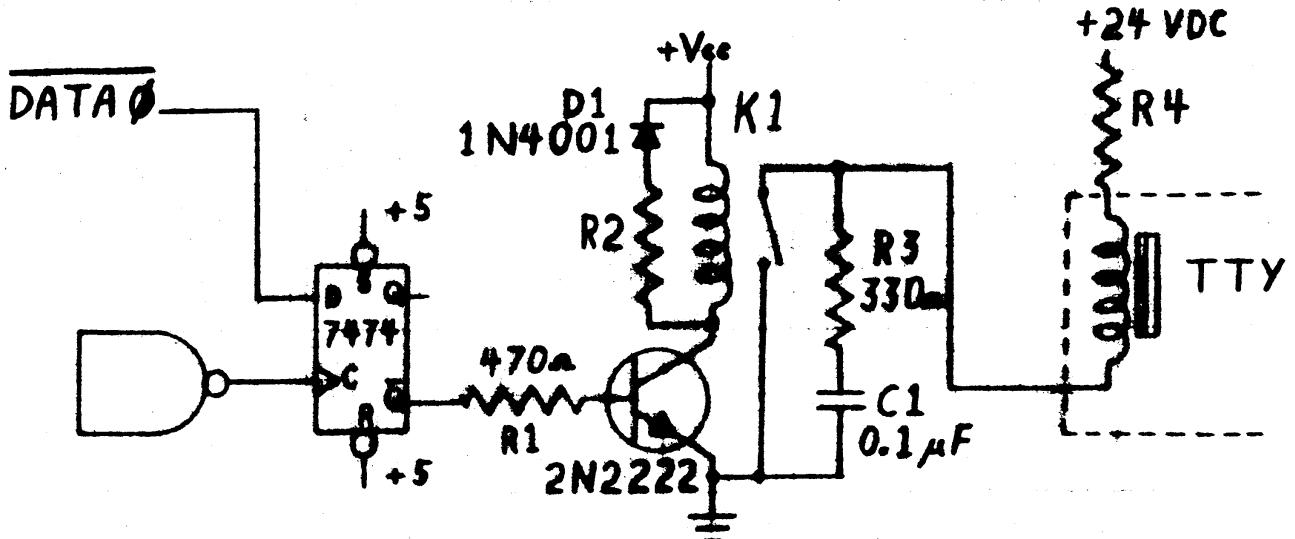 +24 VDC
+Vcc
DATA0
D1
1N4001
K1
R4
R2
+5
R3
330Ω
TTY
S
D
Q
7474
C
Q
R
470Ω
R1
C1
0.1µF
2N2222
+5